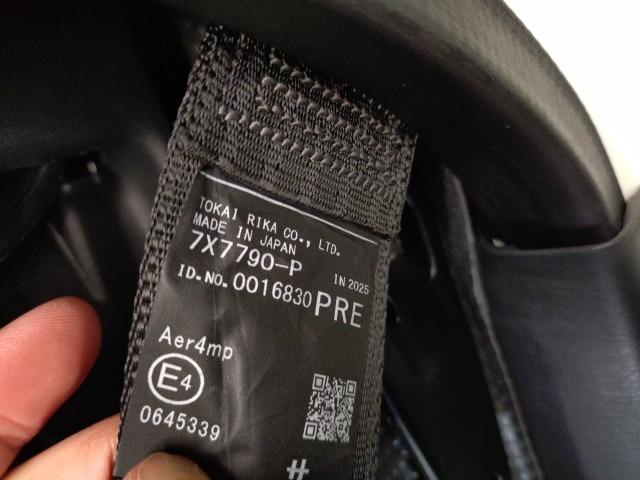 TOKAI RIKA CO., LTD.
MADE IN JAPAN
7X7790-P IN 2025
ID.NO. 0016830 PRE
Aer4mp
E4
0645339
#